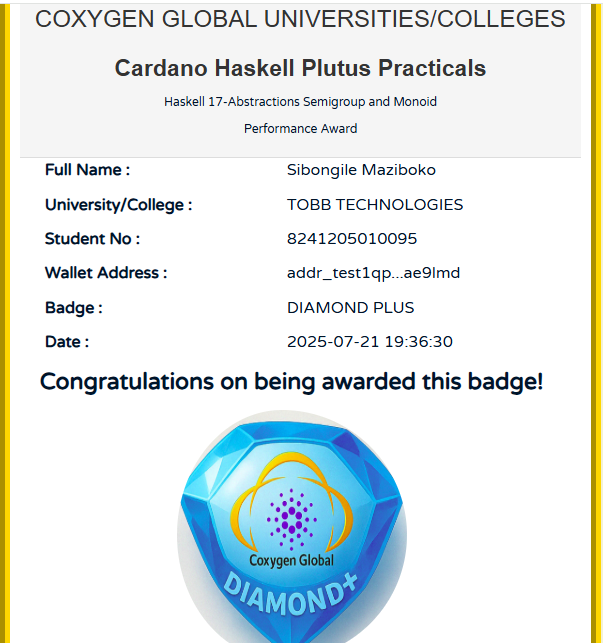 COXYGEN GLOBAL UNIVERSITIES/COLLEGES
Cardano Haskell Plutus Practicals
Haskell 17-Abstractions Semigroup and Monoid
Performance Award
Full Name : Sibongile Maziboko
University/College : TOBB TECHNOLOGIES
Student No : 8241205010095
Wallet Address : addr_test1qp...ae9lmd
Badge : DIAMOND PLUS
Date : 2025-07-21 19:36:30
Congratulations on being awarded this badge!
Coxygen Global
DIAMOND+